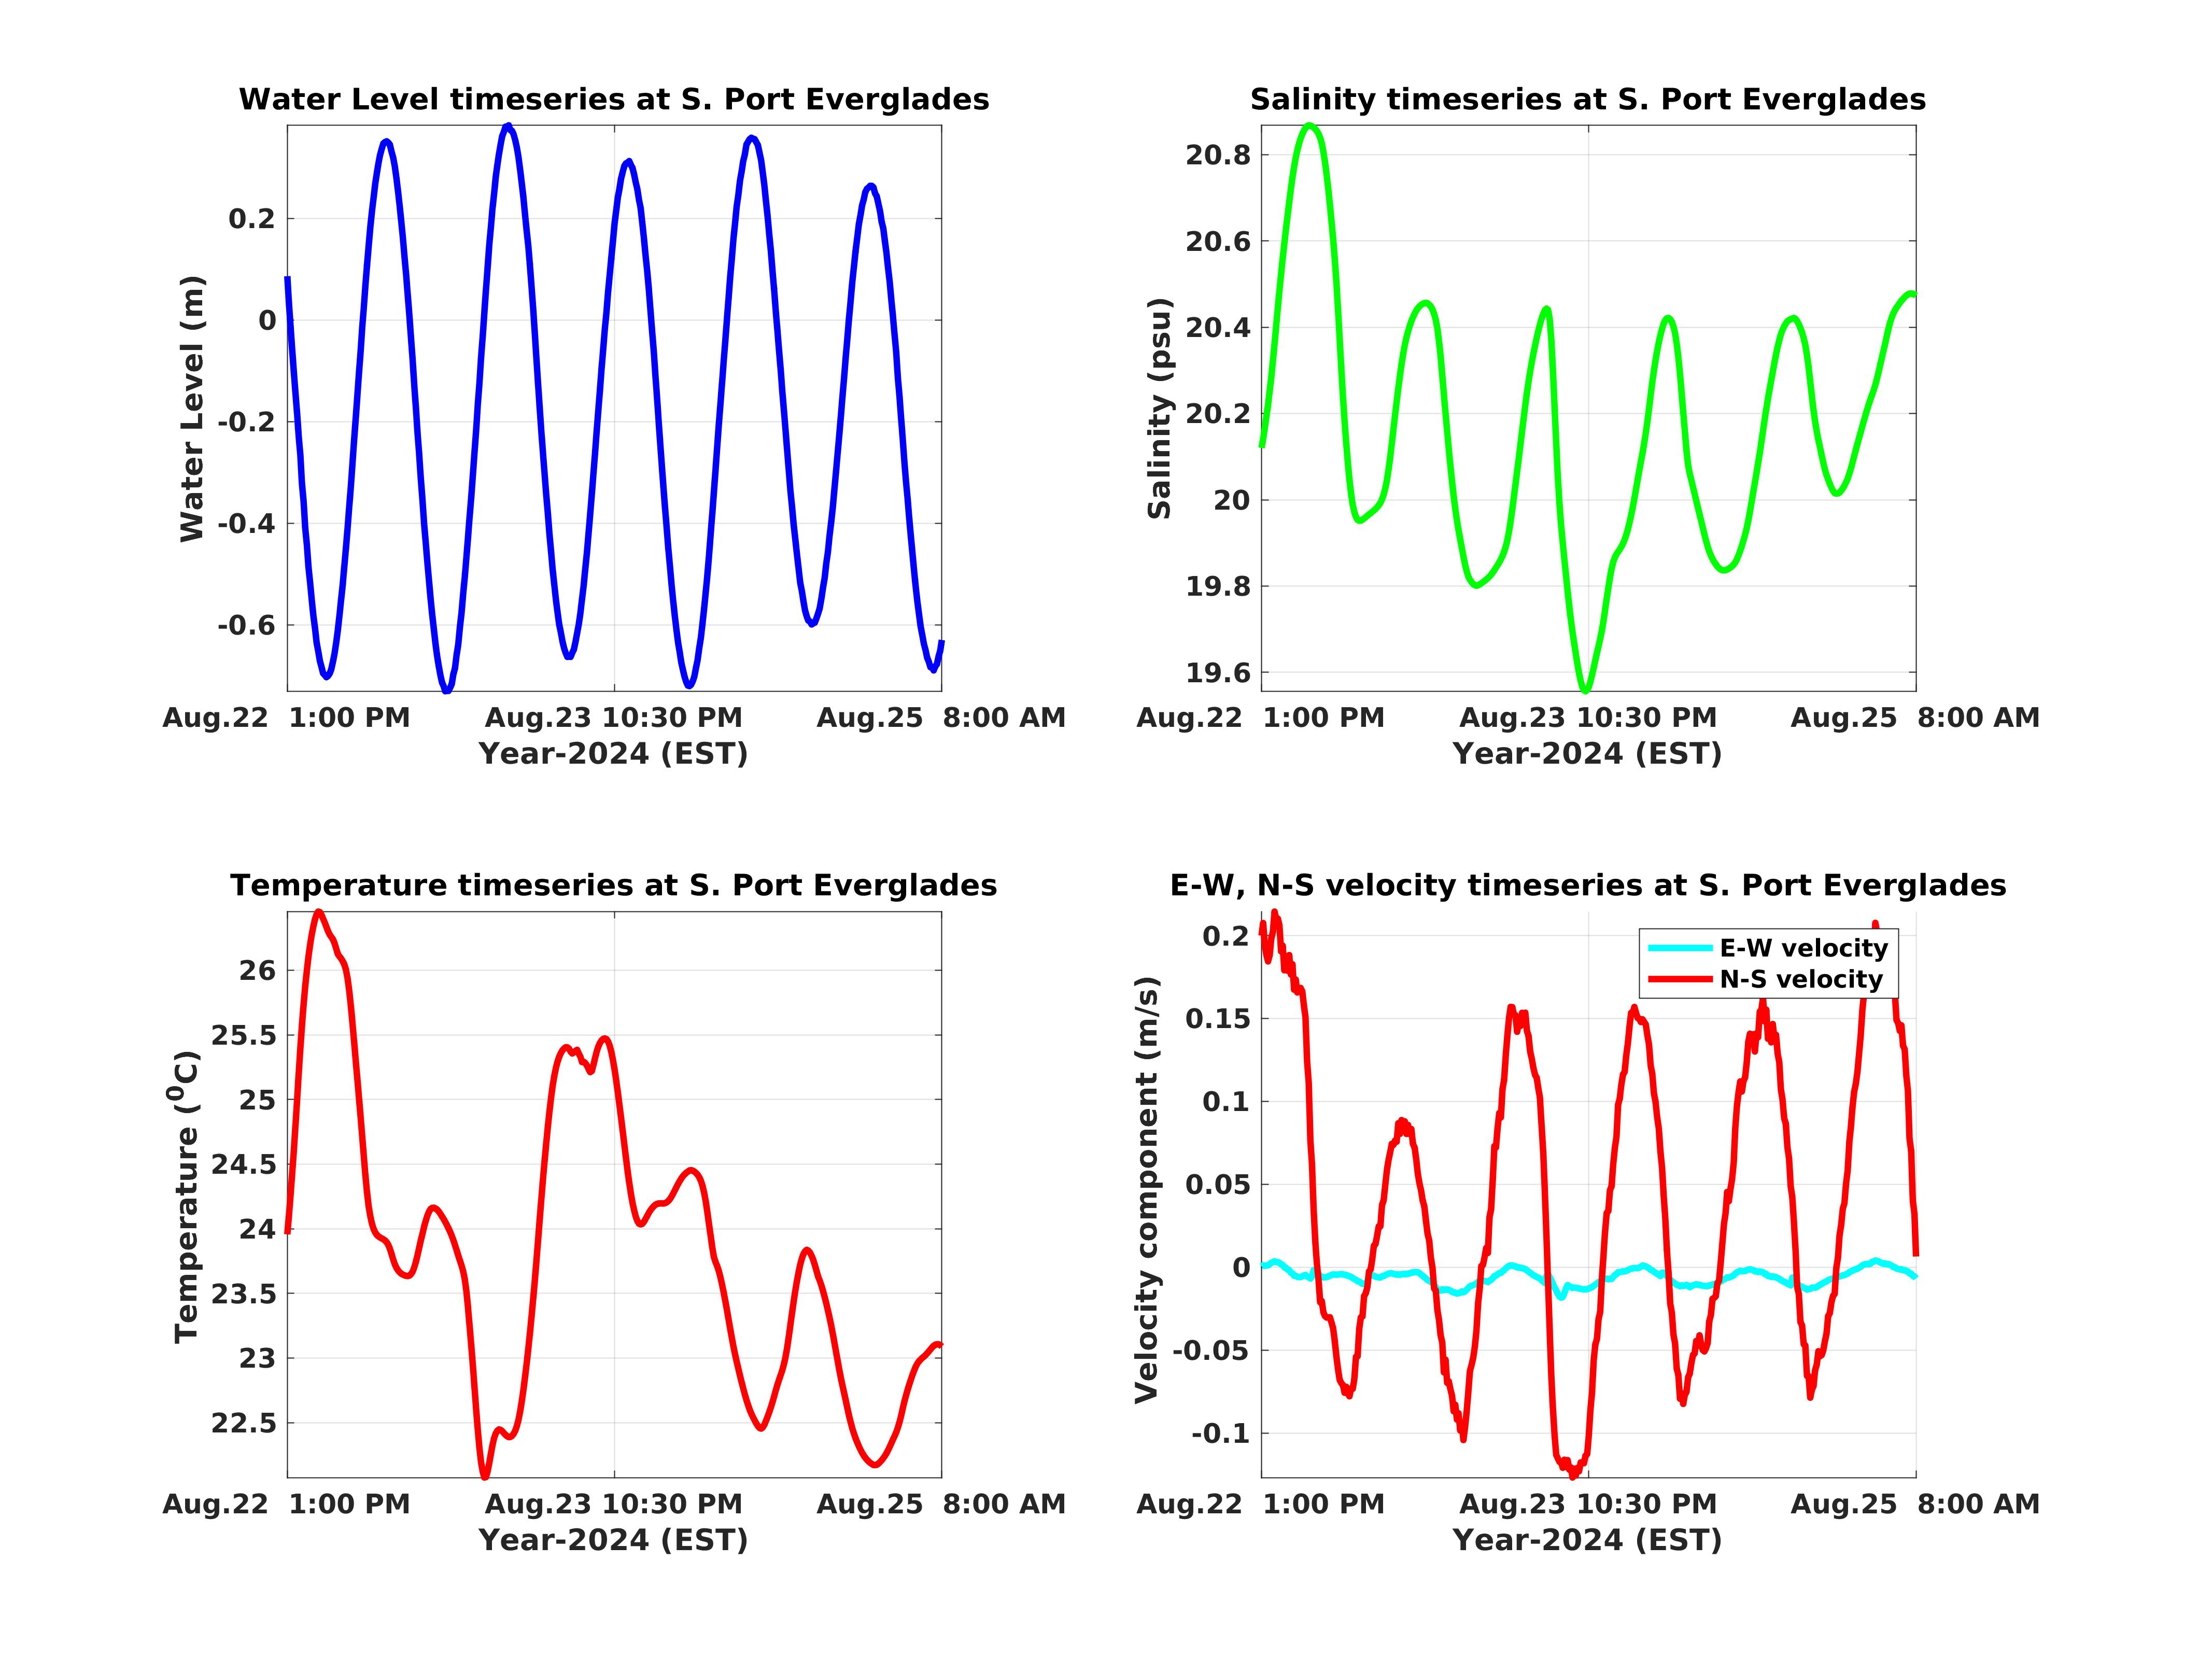 Water Level timeseries at S. Port Everglades
Water Level (m)
0.2
0
-0.2
-0.4
-0.6
Aug.22 1:00 PM
Aug.23 10:30 PM
Aug.25 8:00 AM
Year-2024 (EST)
Salinity timeseries at S. Port Everglades
Salinity (psu)
20.8
20.6
20.4
20.2
20
19.8
19.6
Aug.22 1:00 PM
Aug.23 10:30 PM
Aug.25 8:00 AM
Year-2024 (EST)
Temperature timeseries at S. Port Everglades
Temperature (⁰C)
26
25.5
25
24.5
24
23.5
23
22.5
Aug.22 1:00 PM
Aug.23 10:30 PM
Aug.25 8:00 AM
Year-2024 (EST)
E-W, N-S velocity timeseries at S. Port Everglades
Velocity component (m/s)
0.2
0.15
0.1
0.05
0
-0.05
-0.1
E-W velocity
N-S velocity
Aug.22 1:00 PM
Aug.23 10:30 PM
Aug.25 8:00 AM
Year-2024 (EST)